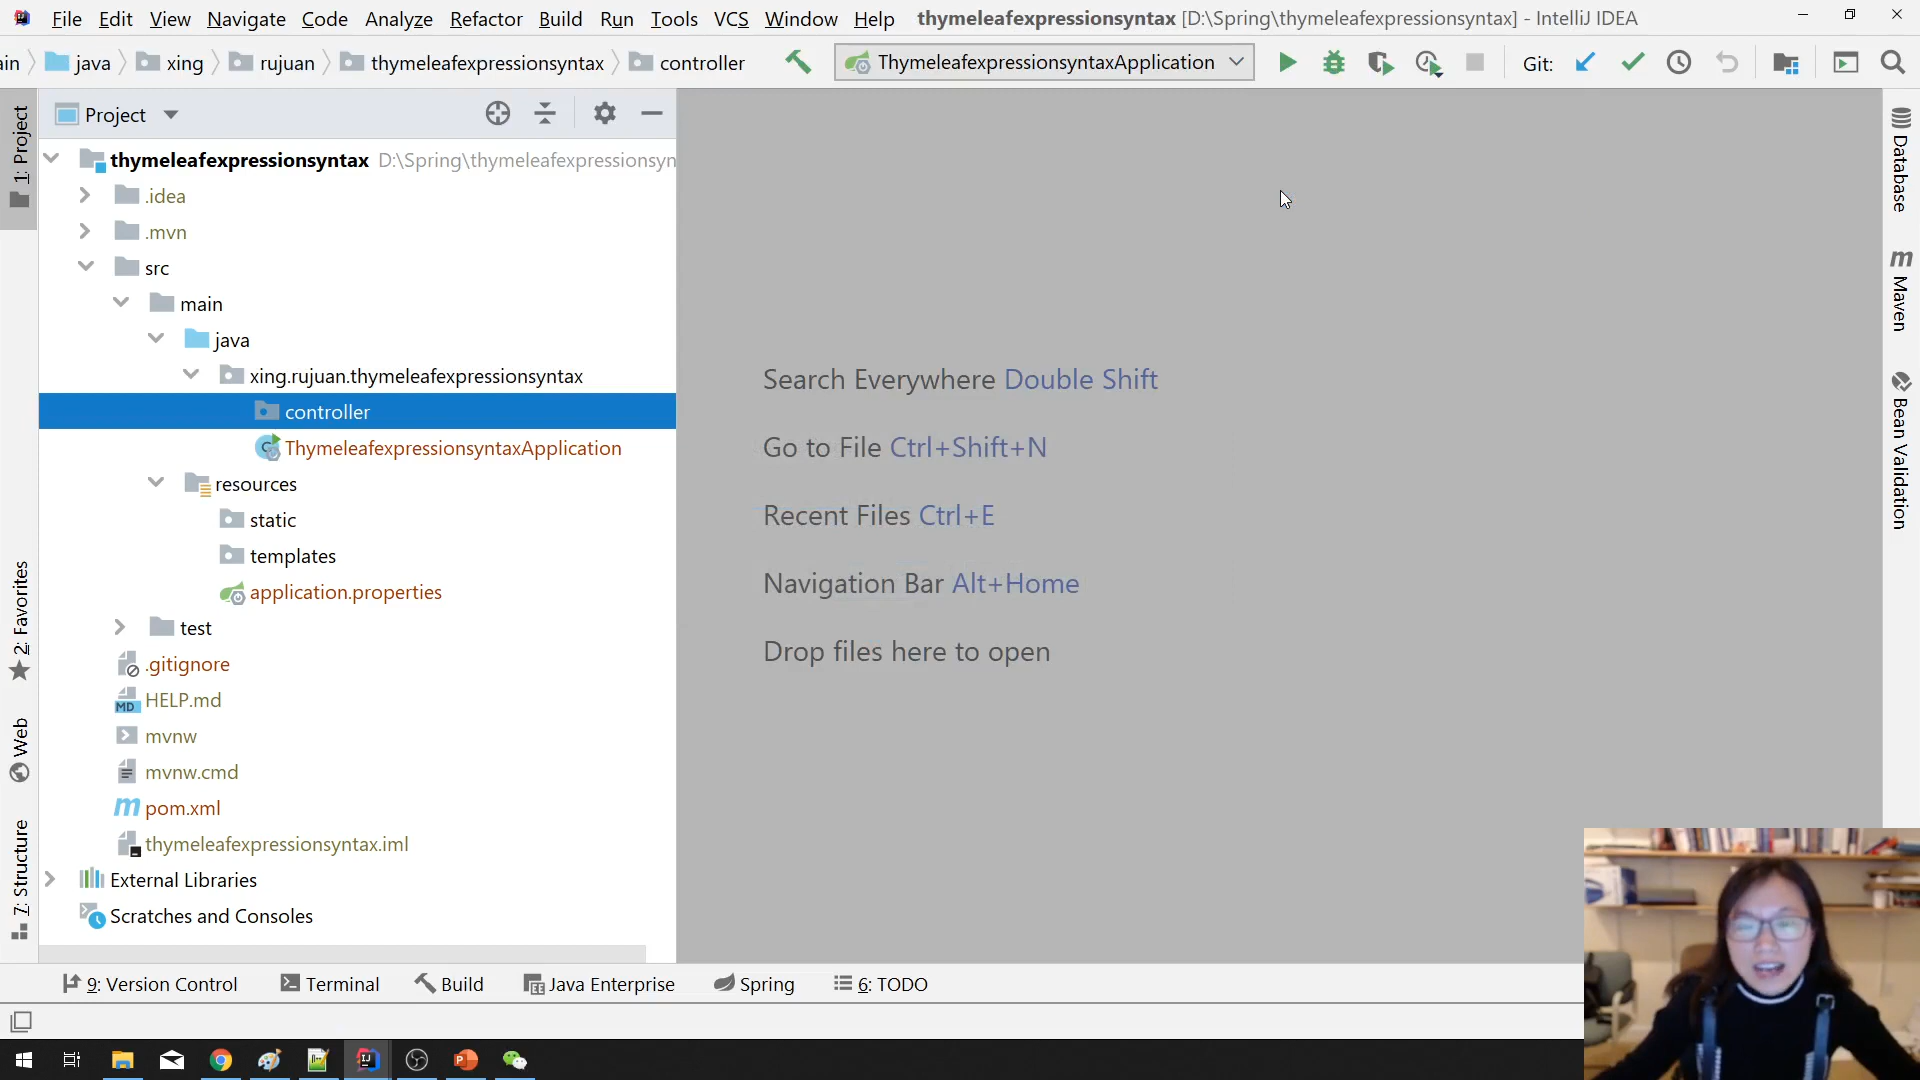 File Edit View Navigate Code Analyze Refactor Build Run Tools VCS Window Help thymeleafexpressionsyntax [D:\Spring\thymeleafexpressionsyntax] - IntelliJ IDEA
in java xing rujuan thymeleafexpressionsyntax controller ThymeleafexpressionsyntaxApplication Git:
1: Project
Project
thymeleafexpressionsyntax D:\Spring\thymeleafexpressionsyn
.idea
.mvn
src
main
java
xing.rujuan.thymeleafexpressionsyntax
controller
ThymeleafexpressionsyntaxApplication
resources
static
templates
application.properties
test
.gitignore
HELP.md
mvnw
mvnw.cmd
pom.xml
thymeleafexpressionsyntax.iml
External Libraries
Scratches and Consoles
2: Favorites
Web
7: Structure
Search Everywhere Double Shift
Go to File Ctrl+Shift+N
Recent Files Ctrl+E
Navigation Bar Alt+Home
Drop files here to open
Database
Maven
Bean Validation
9: Version Control Terminal Build Java Enterprise Spring 6: TODO